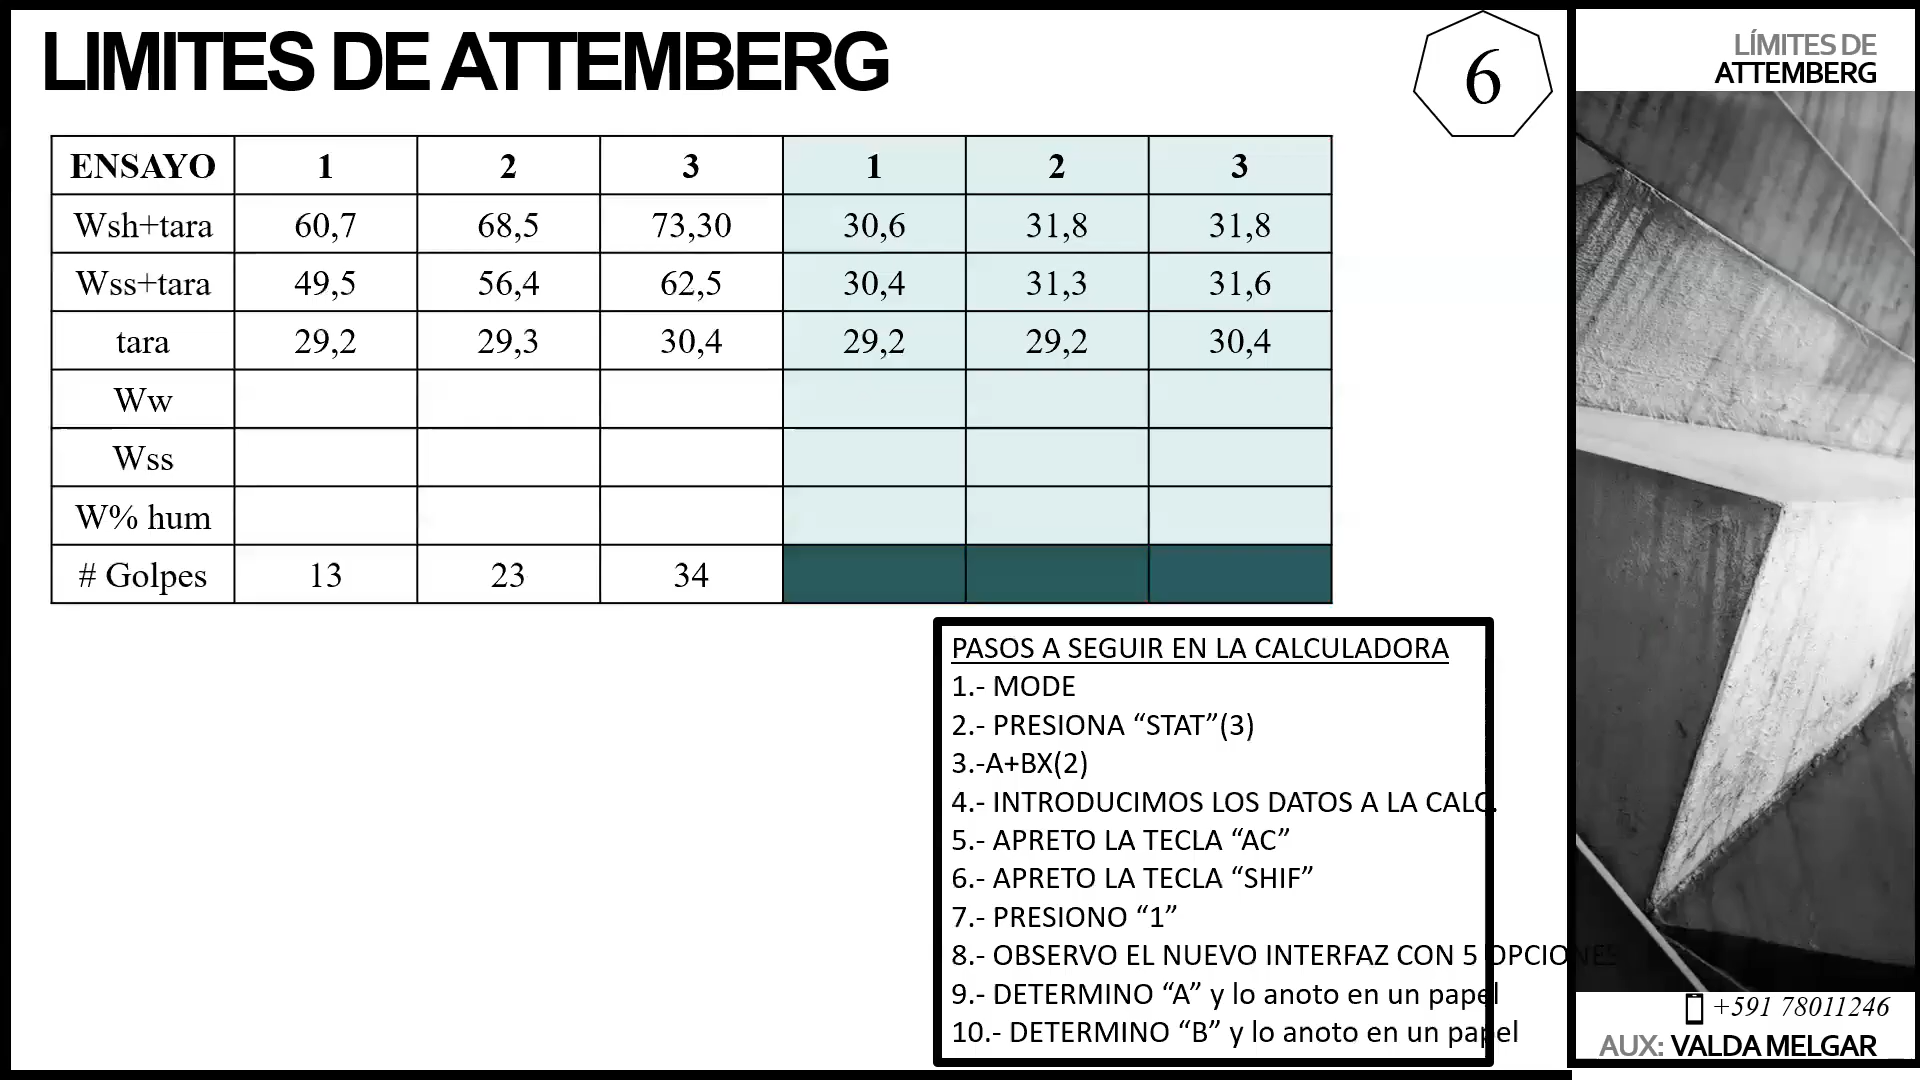 LIMITES DE ATTEMBERG
6
LÍMITES DE
ATTEMBERG
ENSAYO 1 2 3 1 2 3
Wsh+tara 60,7 68,5 73,30 30,6 31,8 31,8
Wss+tara 49,5 56,4 62,5 30,4 31,3 31,6
tara 29,2 29,3 30,4 29,2 29,2 30,4
Ww
Wss
W% hum
# Golpes 13 23 34
PASOS A SEGUIR EN LA CALCULADORA
1.- MODE
2.- PRESIONA “STAT”(3)
3.-A+BX(2)
4.- INTRODUCIMOS LOS DATOS A LA CALC.
5.- APRETO LA TECLA “AC”
6.- APRETO LA TECLA “SHIF”
7.- PRESIONO “1”
8.- OBSERVO EL NUEVO INTERFAZ CON 5 OPCIONES
9.- DETERMINO “A” y lo anoto en un papel
10.- DETERMINO “B” y lo anoto en un papel
+591 78011246
AUX: VALDA MELGAR